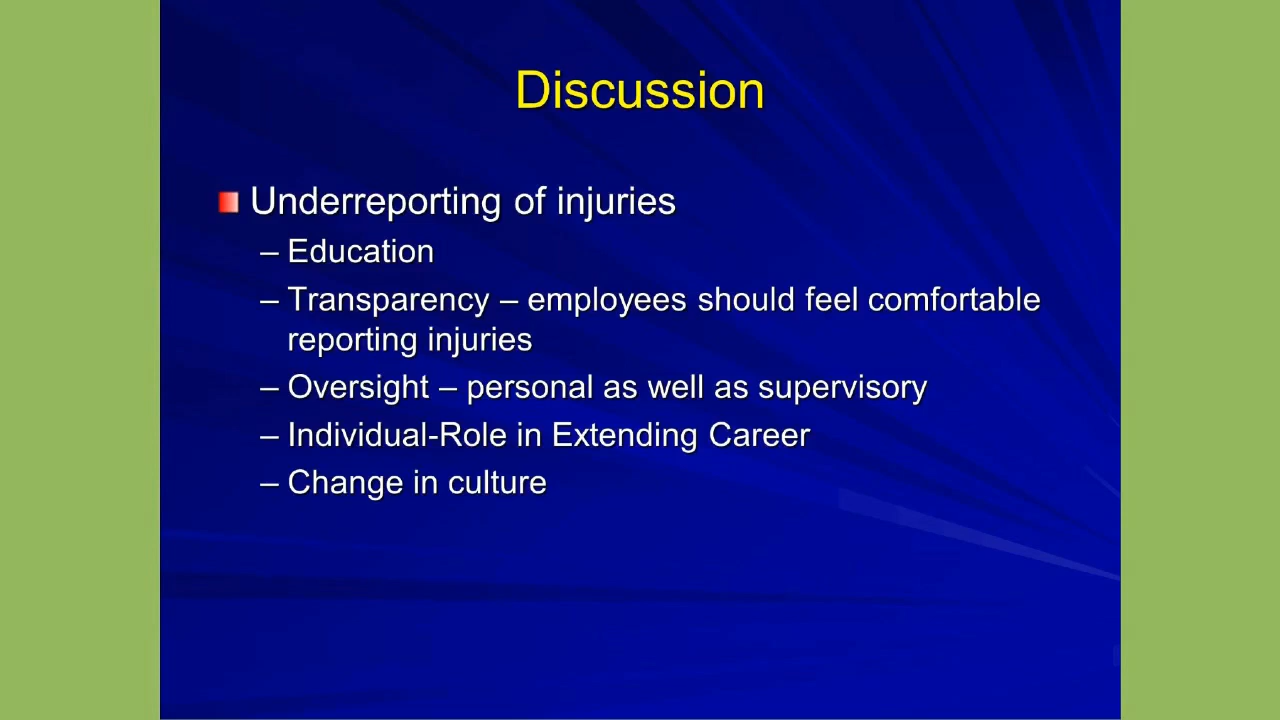 Discussion
Underreporting of injuries
– Education
– Transparency – employees should feel comfortable
reporting injuries
– Oversight – personal as well as supervisory
– Individual-Role in Extending Career
– Change in culture